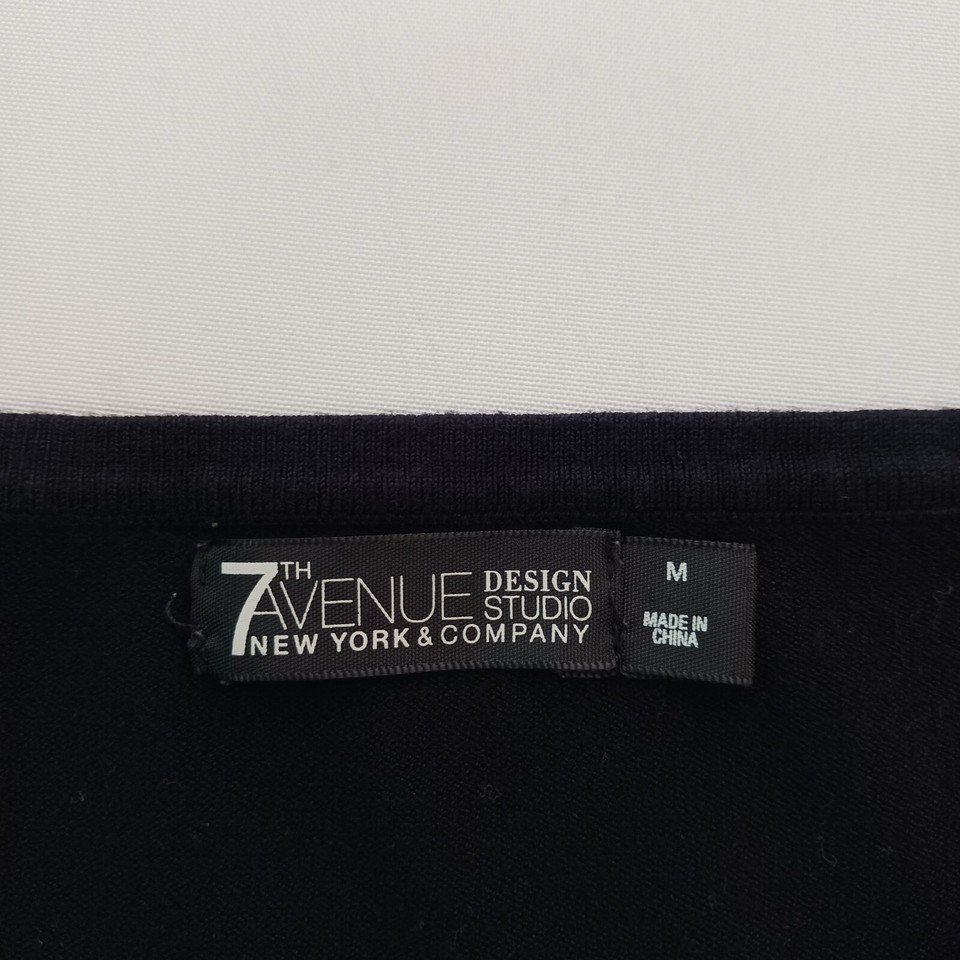 7TH AVENUE DESIGN STUDIO
NEW YORK & COMPANY
M
MADE IN
CHINA